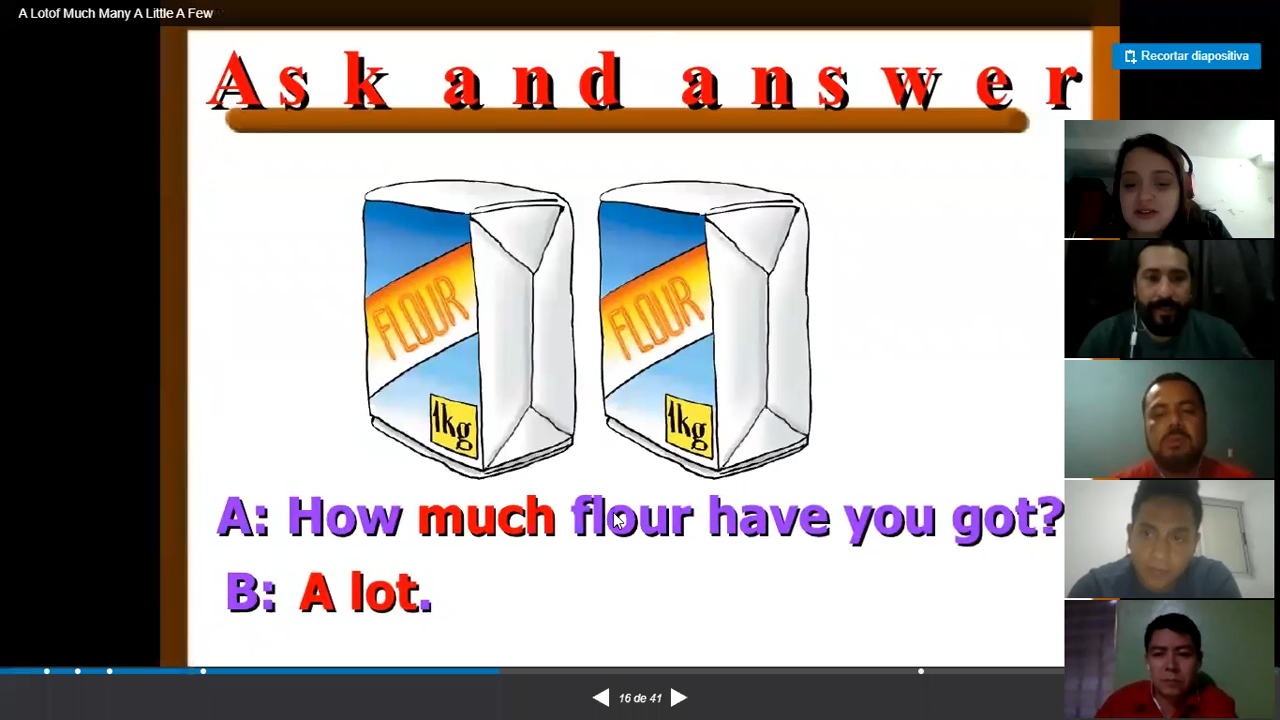 A Lotof Much Many A Little A Few
Recortar diapositiva
Ask and answer
FLOUR
1kg
FLOUR
1kg
A: How much flour have you got?
B: A lot.
16 de 41